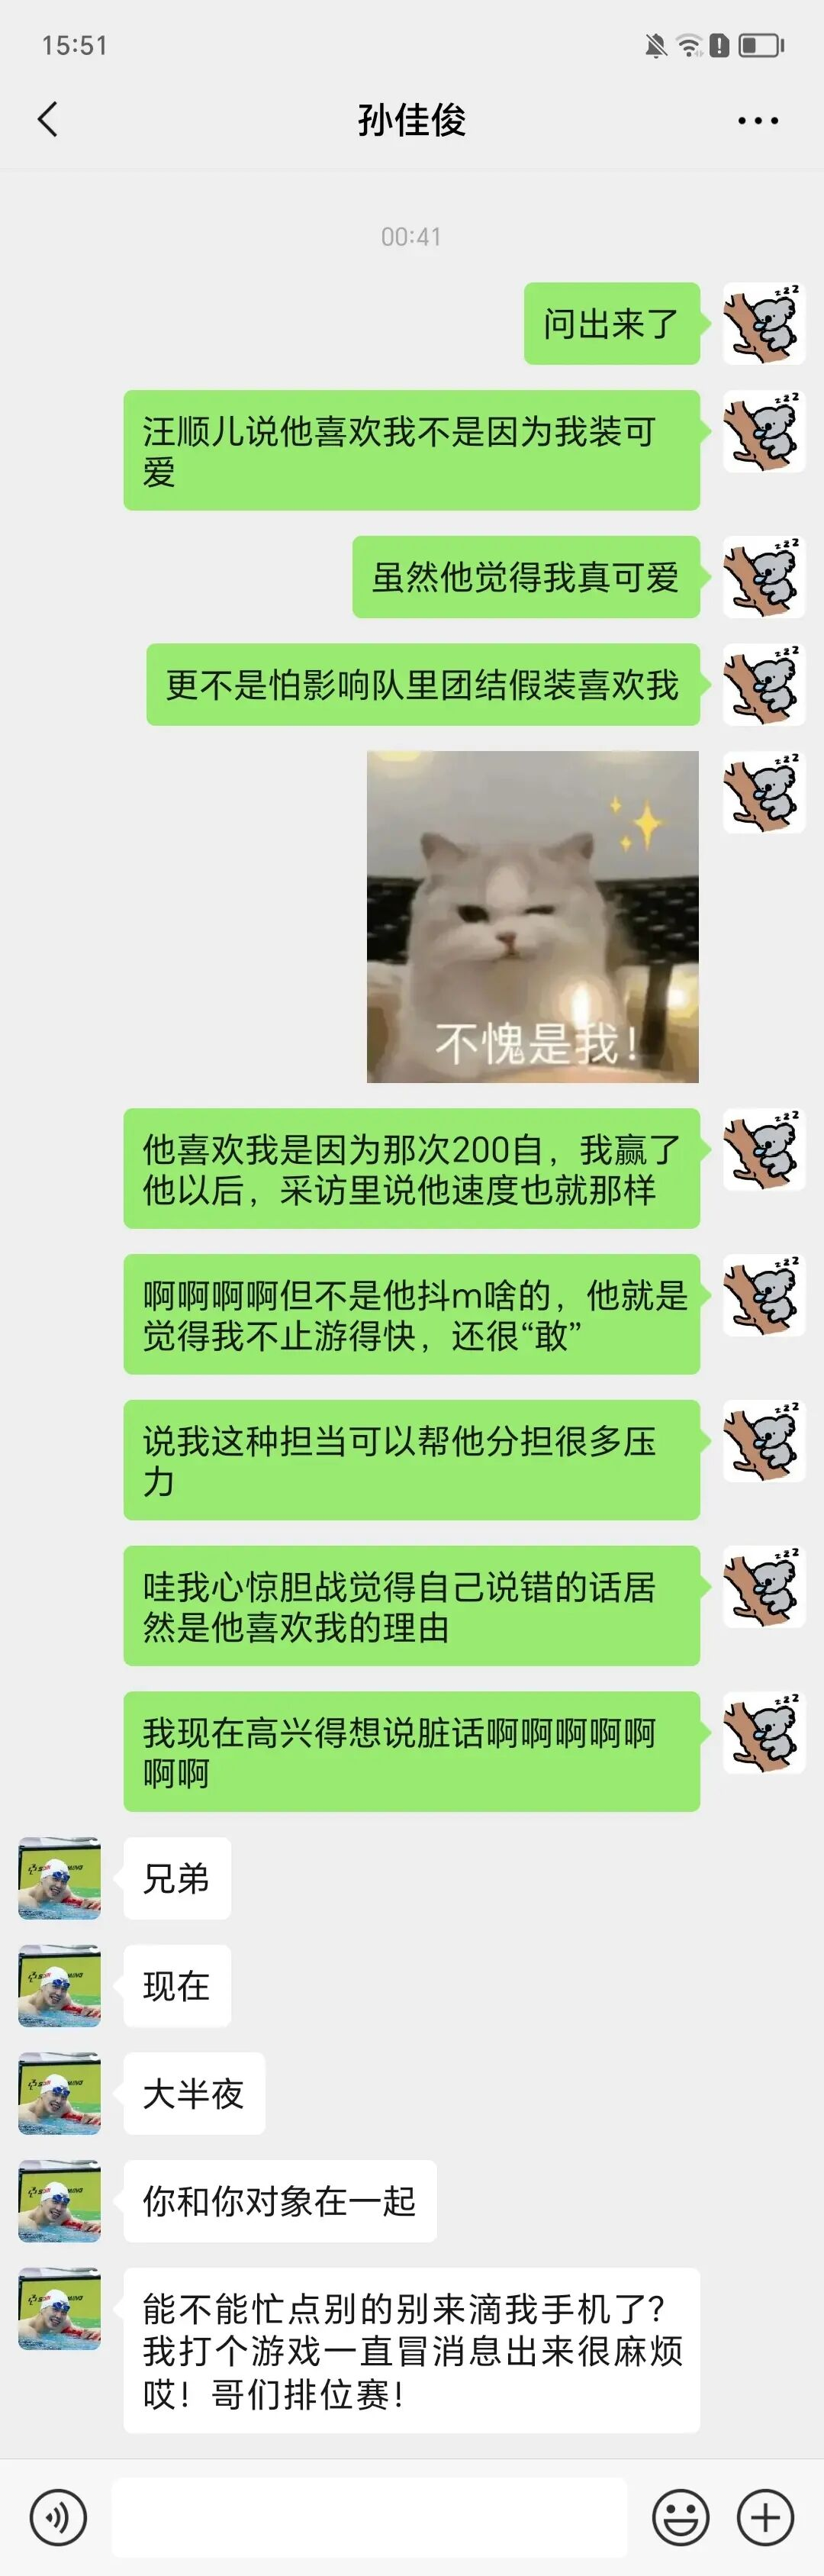 15:51
孙佳俊
00:41
问出来了
汪顺儿说他喜欢我不是因为我装可
爱
虽然他觉得我真可爱
更不是怕影响队里团结假装喜欢我
不愧是我！
他喜欢我是因为那次200自，我赢了
他以后，采访里说他速度也就那样
啊啊啊啊但不是他抖m啥的，他就是
觉得我不止游得快，还很“敢”
说我这种担当可以帮他分担很多压
力
哇我心惊胆战觉得自己说错的话居
然是他喜欢我的理由
我现在高兴得想说脏话啊啊啊啊啊
啊啊
兄弟
现在
大半夜
你和你对象在一起
能不能忙点别的别来滴我手机了？
我打个游戏一直冒消息出来很麻烦
哎！哥们排位赛！